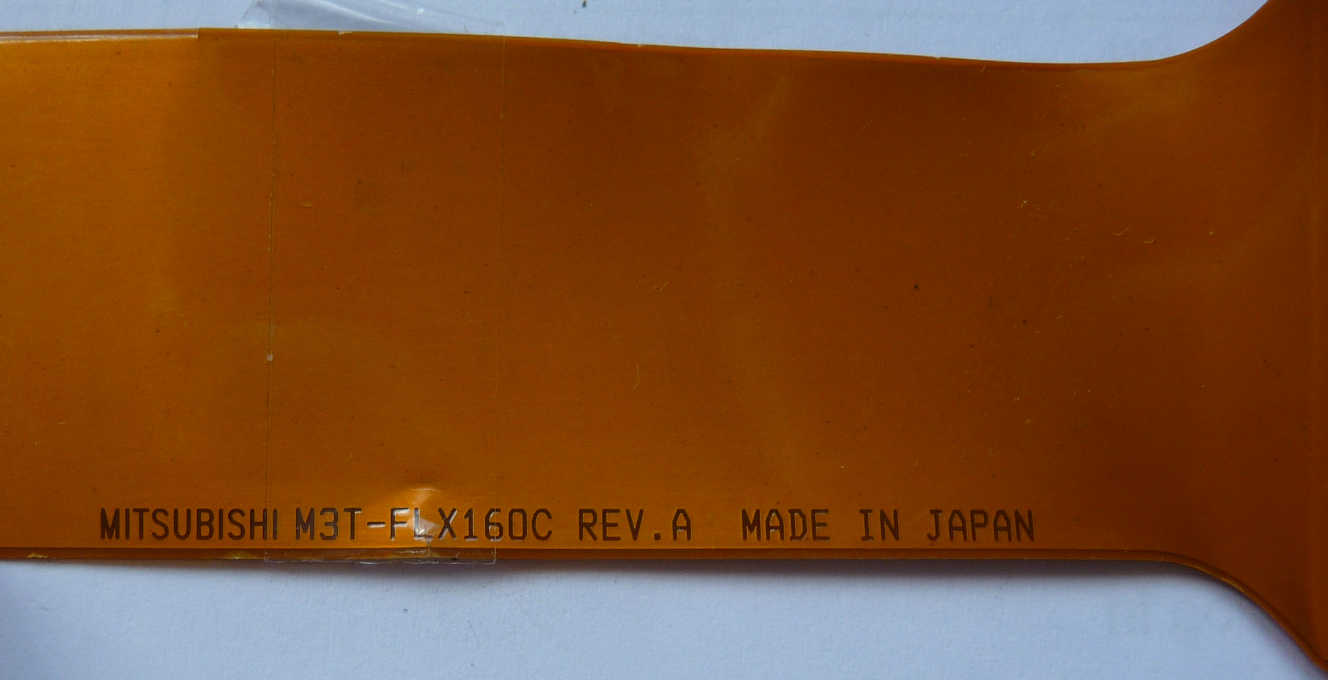 MITSUBISHI M3T-FLX160C REV.A MADE IN JAPAN